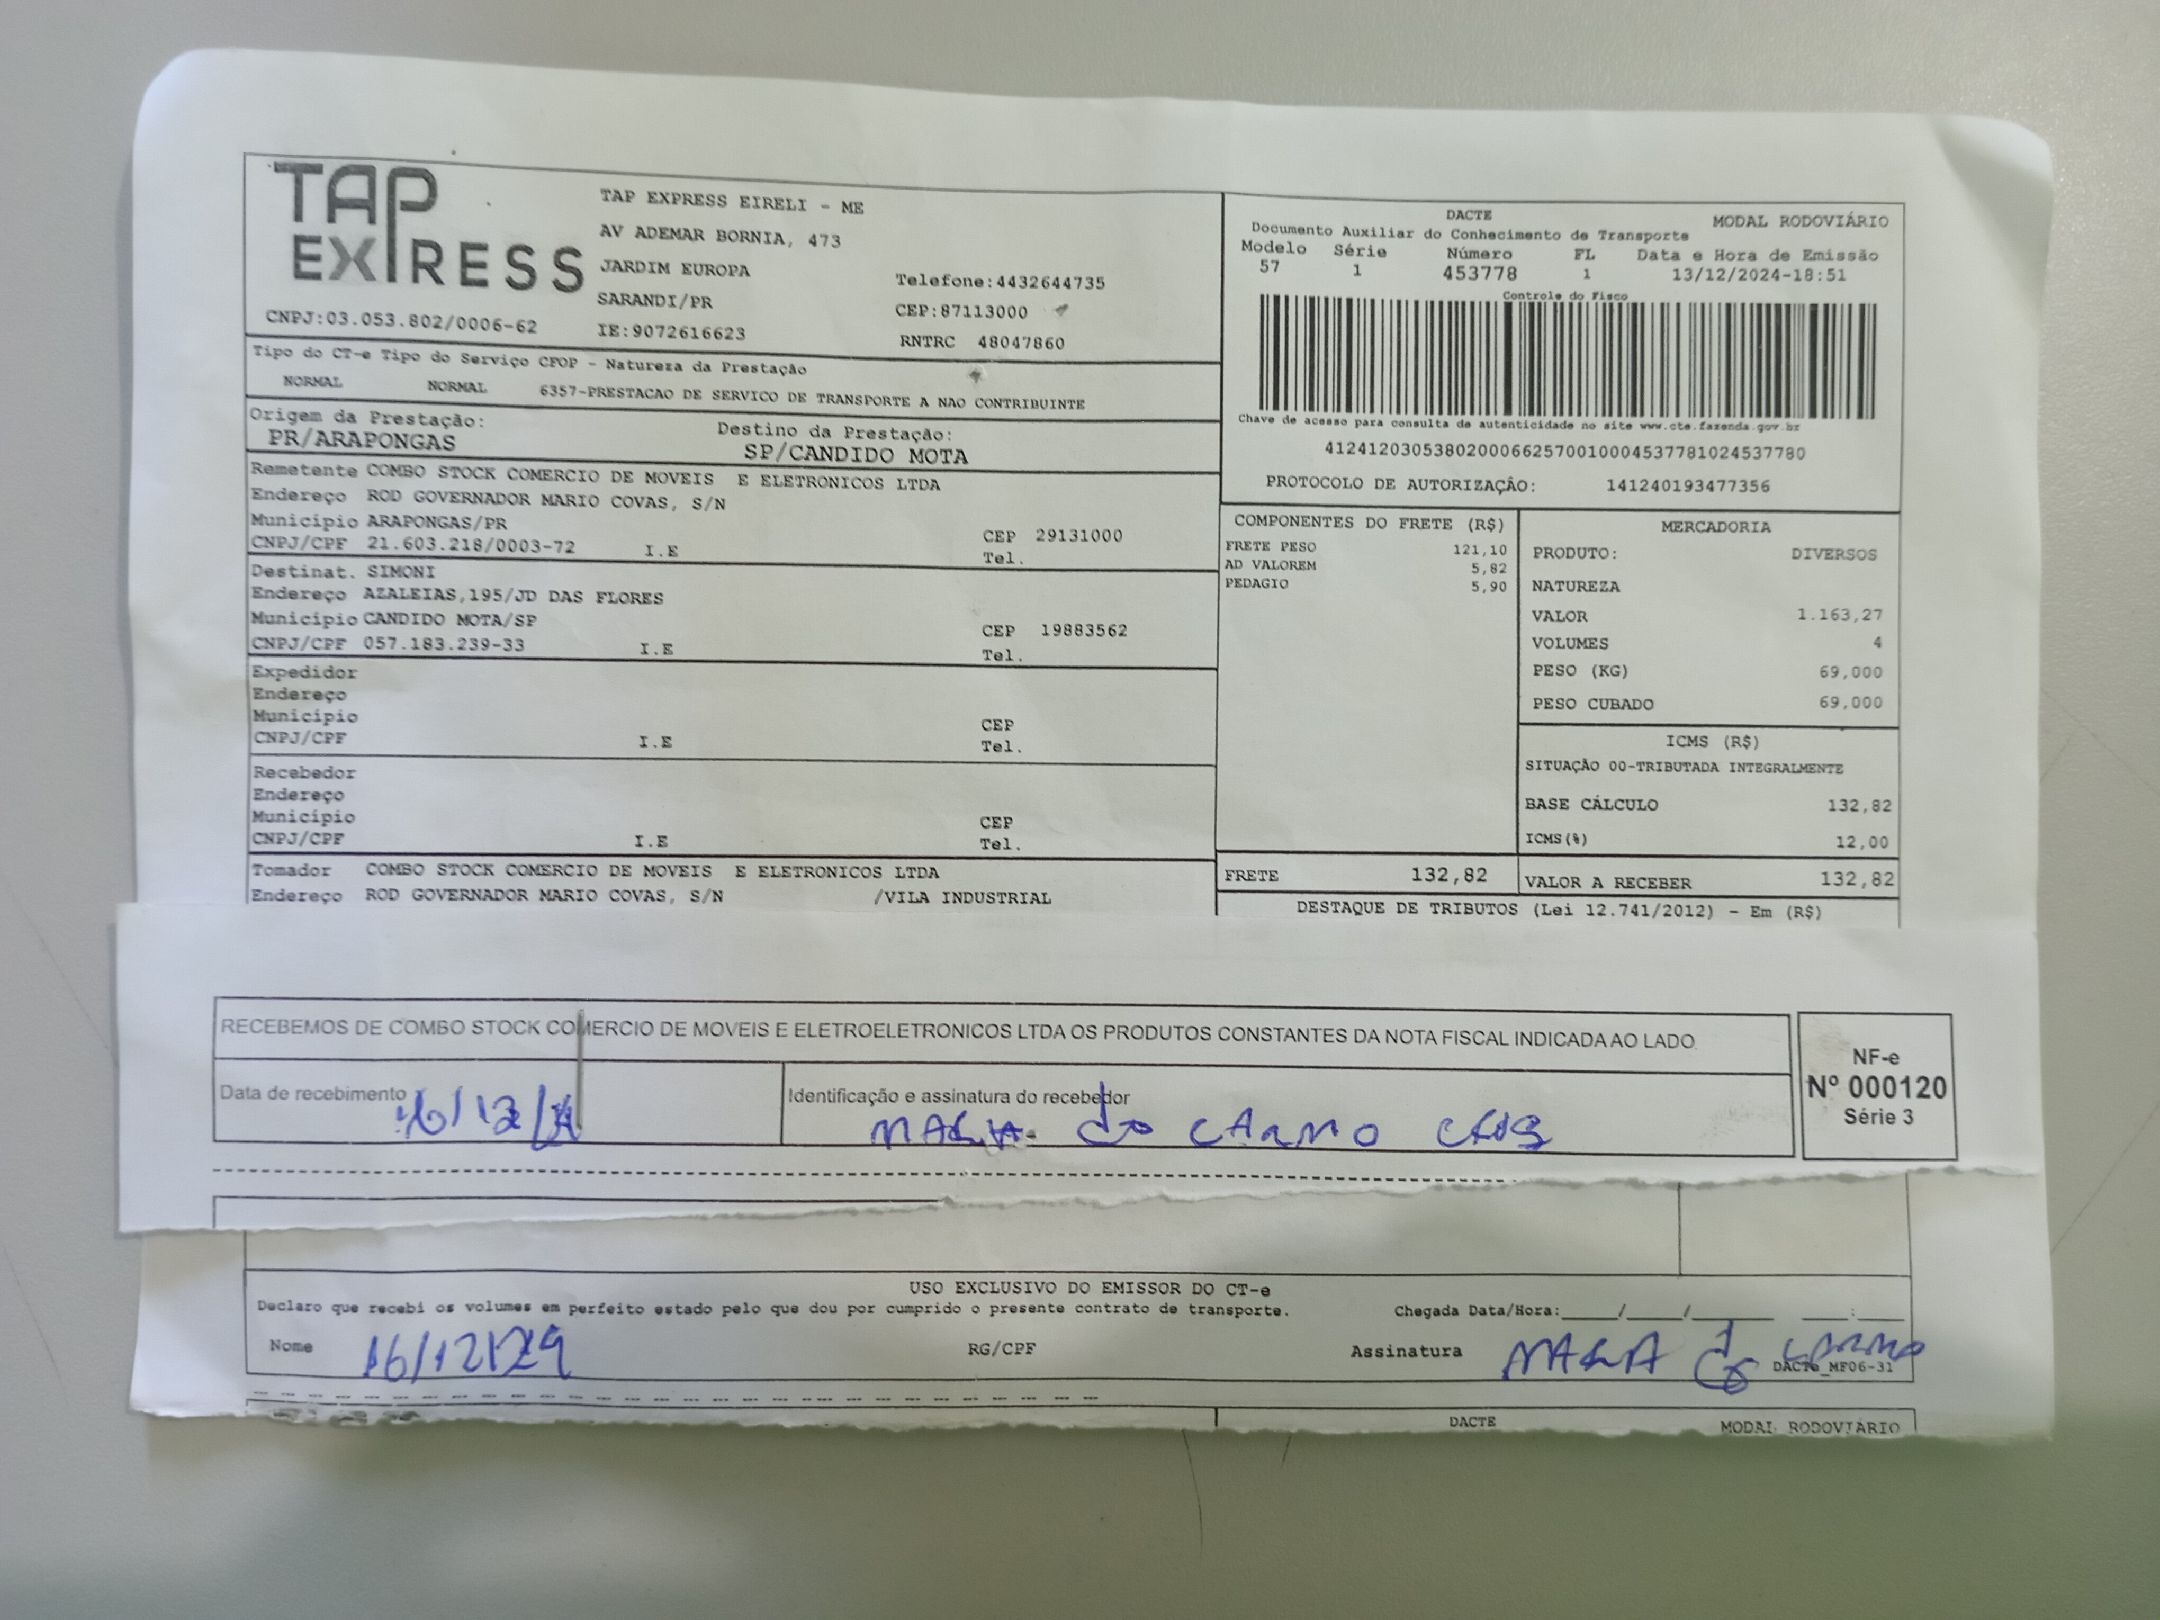 TAP EXPRESS
TAP EXPRESS EIRELI - ME
AV ADEMAR BORNIA, 473
JARDIM EUROPA
Telefone:4432644735
SARANDI/PR
CEP:87113000
CNPJ:03.053.802/0006-62
IE:9072616623
RNTRC 48047860
DACTE
MODAL RODOVIÁRIO
Documento Auxiliar do Conhecimento de Transporte
Modelo Série Número FL Data e Hora de Emissão
57 1 453778 1 13/12/2024-18:51
Controle do Fisco
Chave de acesso para consulta de autenticidade no site www.cte.fazenda.gov.br
41241203053802000662570010004537781024537780
PROTOCOLO DE AUTORIZAÇÃO: 141240193477356
Tipo do CT-e Tipo do Serviço CFOP - Natureza da Prestação
NORMAL NORMAL 6357-PRESTACAO DE SERVICO DE TRANSPORTE A NAO CONTRIBUINTE
Origem da Prestação: Destino da Prestação:
PR/ARAPONGAS SP/CANDIDO MOTA
Remetente COMBO STOCK COMERCIO DE MOVEIS E ELETRONICOS LTDA
Endereço ROD GOVERNADOR MARIO COVAS, S/N
Município ARAPONGAS/PR CEP 29131000
CNPJ/CPF 21.603.218/0003-72 I.E Tel.
Destinat. SIMONI
Endereço AZALEIAS,195/JD DAS FLORES
Município CANDIDO MOTA/SP CEP 19883562
CNPJ/CPF 057.183.239-33 I.E Tel.
Expedidor
Endereço
Município CEP
CNPJ/CPF I.E Tel.
Recebedor
Endereço
Município CEP
CNPJ/CPF I.E Tel.
Tomador COMBO STOCK COMERCIO DE MOVEIS E ELETRONICOS LTDA
Endereço ROD GOVERNADOR MARIO COVAS, S/N /VILA INDUSTRIAL
COMPONENTES DO FRETE (R$)
FRETE PESO 121,10
AD VALOREM 5,82
PEDAGIO 5,90
FRETE 132,82
MERCADORIA
PRODUTO: DIVERSOS
NATUREZA
VALOR 1.163,27
VOLUMES 4
PESO (KG) 69,000
PESO CUBADO 69,000
ICMS (R$)
SITUAÇÃO 00-TRIBUTADA INTEGRALMENTE
BASE CÁLCULO 132,82
ICMS(%) 12,00
VALOR A RECEBER 132,82
DESTAQUE DE TRIBUTOS (Lei 12.741/2012) - Em (R$)
RECEBEMOS DE COMBO STOCK COMERCIO DE MOVEIS E ELETROELETRONICOS LTDA OS PRODUTOS CONSTANTES DA NOTA FISCAL INDICADA AO LADO
NF-e
Nº 000120
Série 3
Data de recebimento
Identificação e assinatura do recebedor
MARIA do CARMO
USO EXCLUSIVO DO EMISSOR DO CT-e
Declaro que recebi os volumes em perfeito estado pelo que dou por cumprido o presente contrato de transporte.
Chegada Data/Hora:____/____/________ ____:____
Nome 16/12/24 RG/CPF Assinatura MARIA do CARMO
DACTe_MF06-31
DACTE
MODAL RODOVIÁRIO